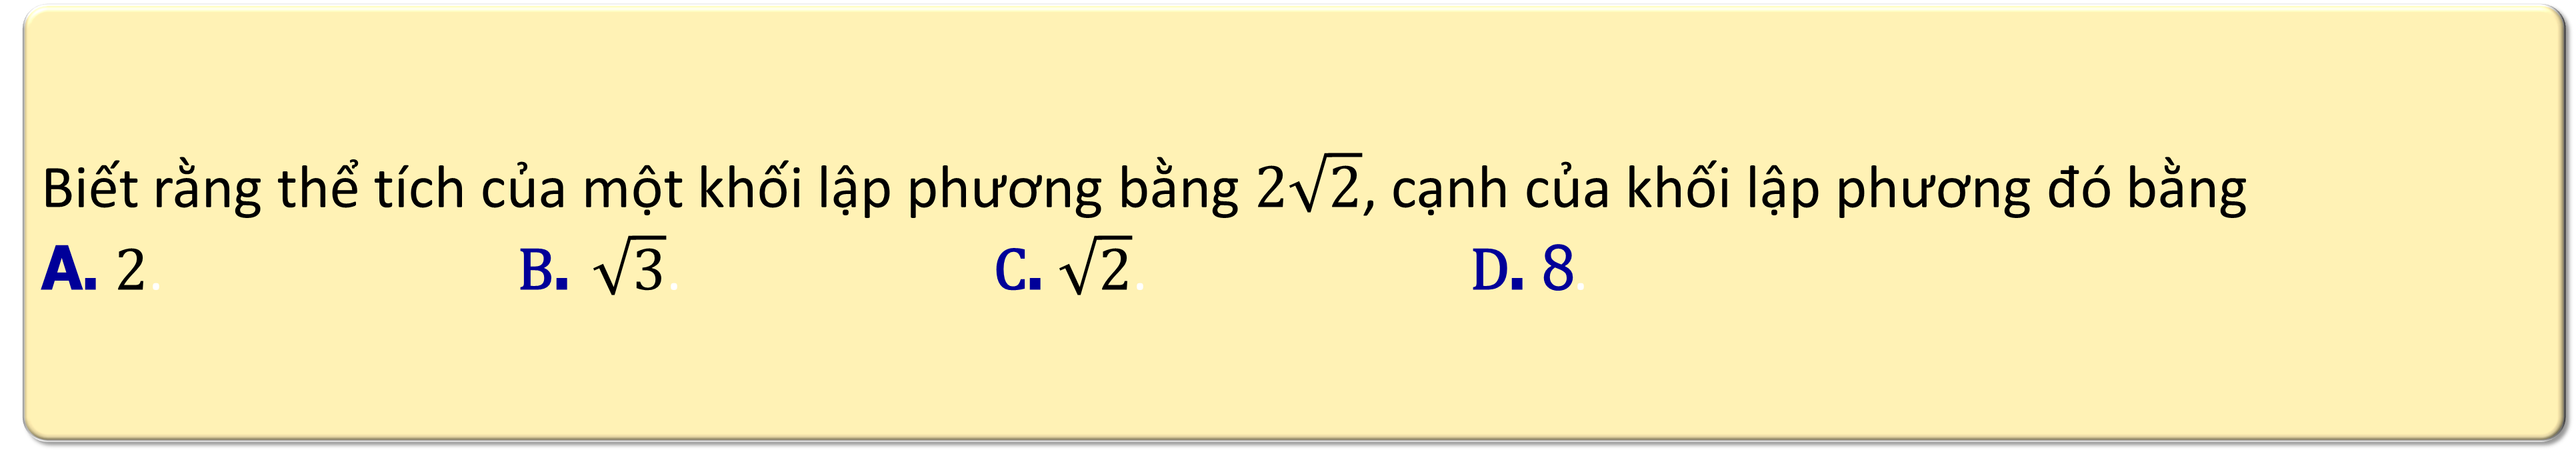 Biết rằng thể tích của một khối lập phương bằng 2√2, cạnh của khối lập phương đó bằng
A. 2. B. √3. C. √2. D. 8.